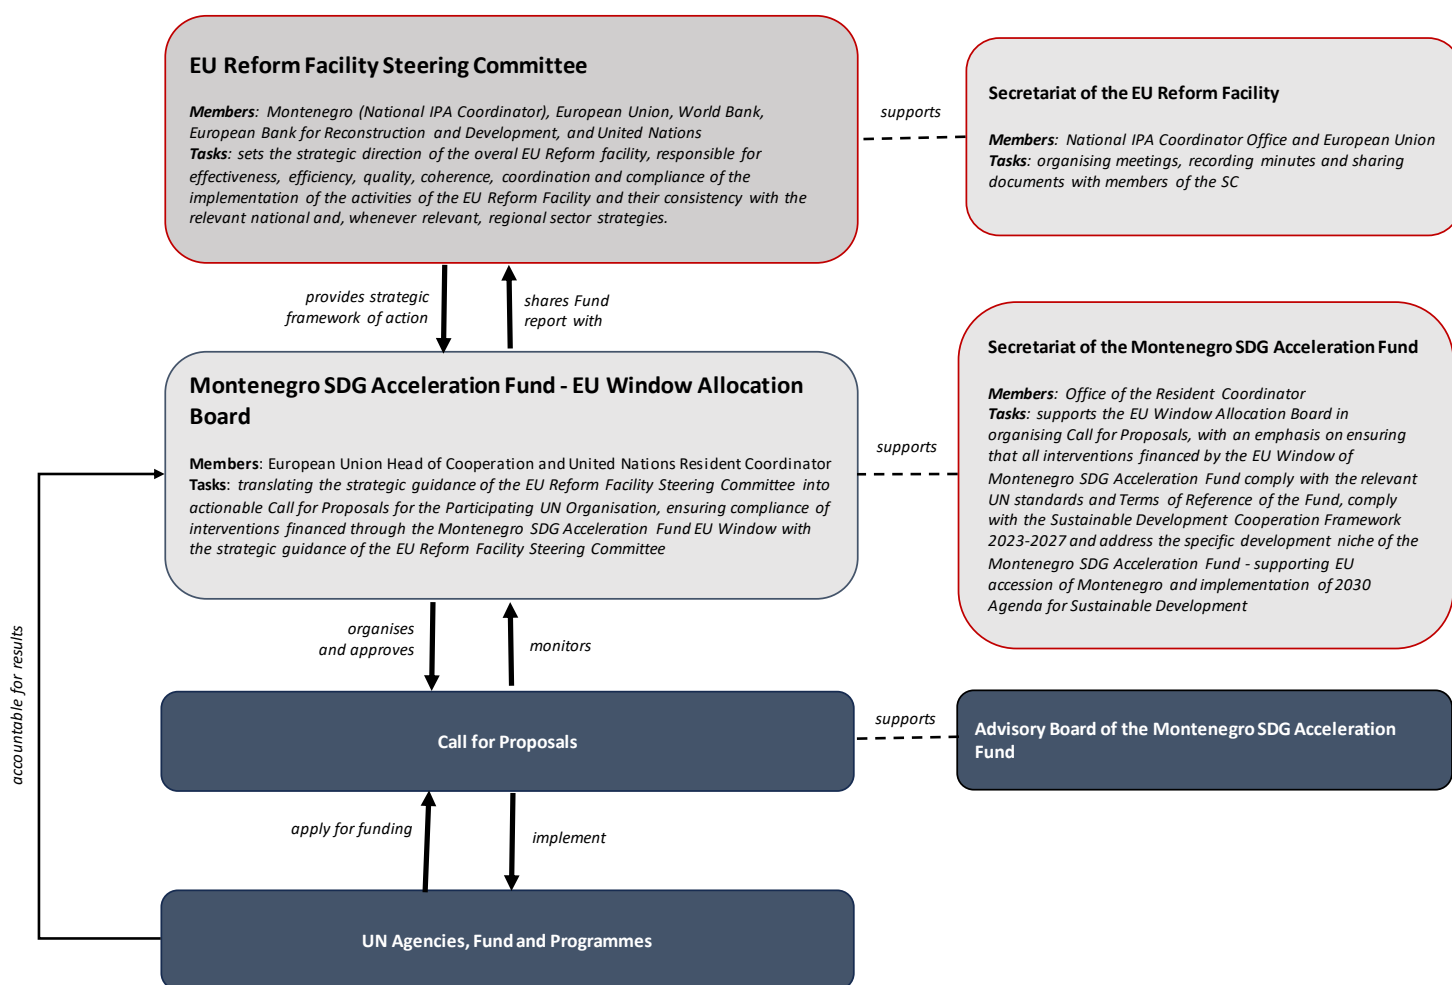 EU Reform Facility Steering Committee
Members: Montenegro (National IPA Coordinator), European Union, World Bank,
European Bank for Reconstruction and Development, and United Nations
Tasks: sets the strategic direction of the overal EU Reform facility, responsible for
effectiveness, efficiency, quality, coherence, coordination and compliance of the
implementation of the activities of the EU Reform Facility and their consistency with the
relevant national and, whenever relevant, regional sector strategies.
supports
Secretariat of the EU Reform Facility
Members: National IPA Coordinator Office and European Union
Tasks: organising meetings, recording minutes and sharing
documents with members of the SC
provides strategic
framework of action
shares Fund
report with
Montenegro SDG Acceleration Fund - EU Window Allocation
Board
Members: European Union Head of Cooperation and United Nations Resident Coordinator
Tasks: translating the strategic guidance of the EU Reform Facility Steering Committee into
actionable Call for Proposals for the Participating UN Organisation, ensuring compliance of
interventions financed through the Montenegro SDG Acceleration Fund EU Window with
the strategic guidance of the EU Reform Facility Steering Committee
supports
Secretariat of the Montenegro SDG Acceleration Fund
Members: Office of the Resident Coordinator
Tasks: supports the EU Window Allocation Board in
organising Call for Proposals, with an emphasis on ensuring
that all interventions financed by the EU Window of
Montenegro SDG Acceleration Fund comply with the relevant
UN standards and Terms of Reference of the Fund, comply
with the Sustainable Development Cooperation Framework
2023-2027 and address the specific development niche of the
Montenegro SDG Acceleration Fund - supporting EU
accession of Montenegro and implementation of 2030
Agenda for Sustainable Development
organises
and approves
monitors
accountable for results
Call for Proposals
supports
Advisory Board of the Montenegro SDG Acceleration
Fund
apply for funding
implement
UN Agencies, Fund and Programmes